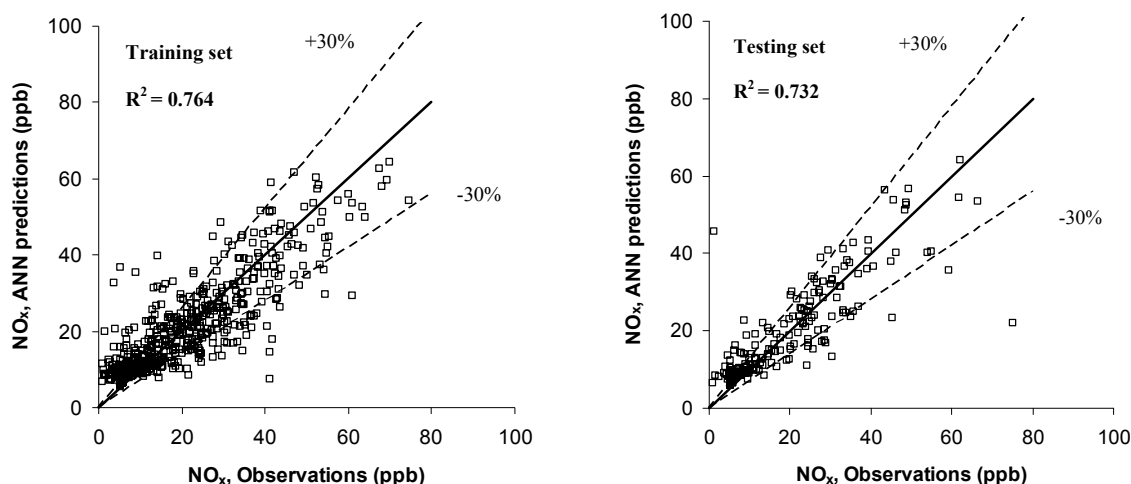 100
80
60
40
20
0
NOx, ANN predictions (ppb)
Training set
R² = 0.764
+30%
-30%
0 20 40 60 80 100
NOx, Observations (ppb)
100
80
60
40
20
0
NOx, ANN predictions (ppb)
Testing set
R² = 0.732
+30%
-30%
0 20 40 60 80 100
NOx, Observations (ppb)